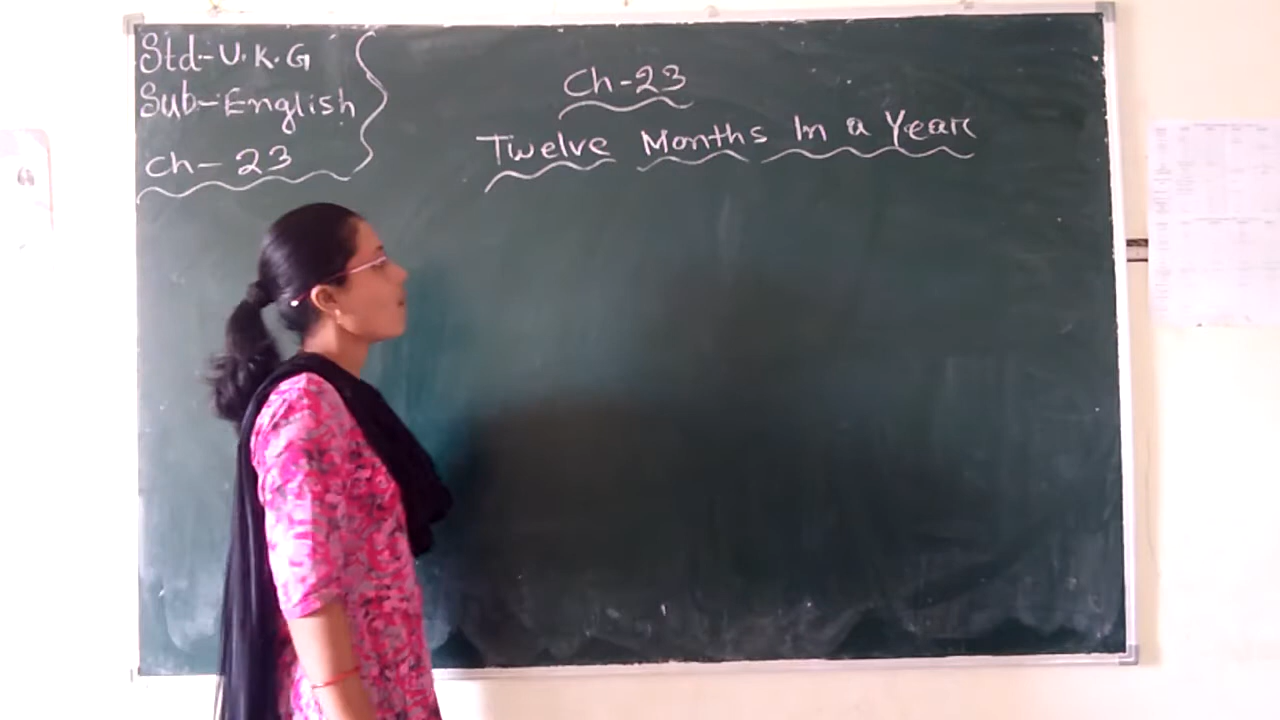 Std-U.K.G
Sub-English
Ch-23
Ch-23
Twelve Months In a Year